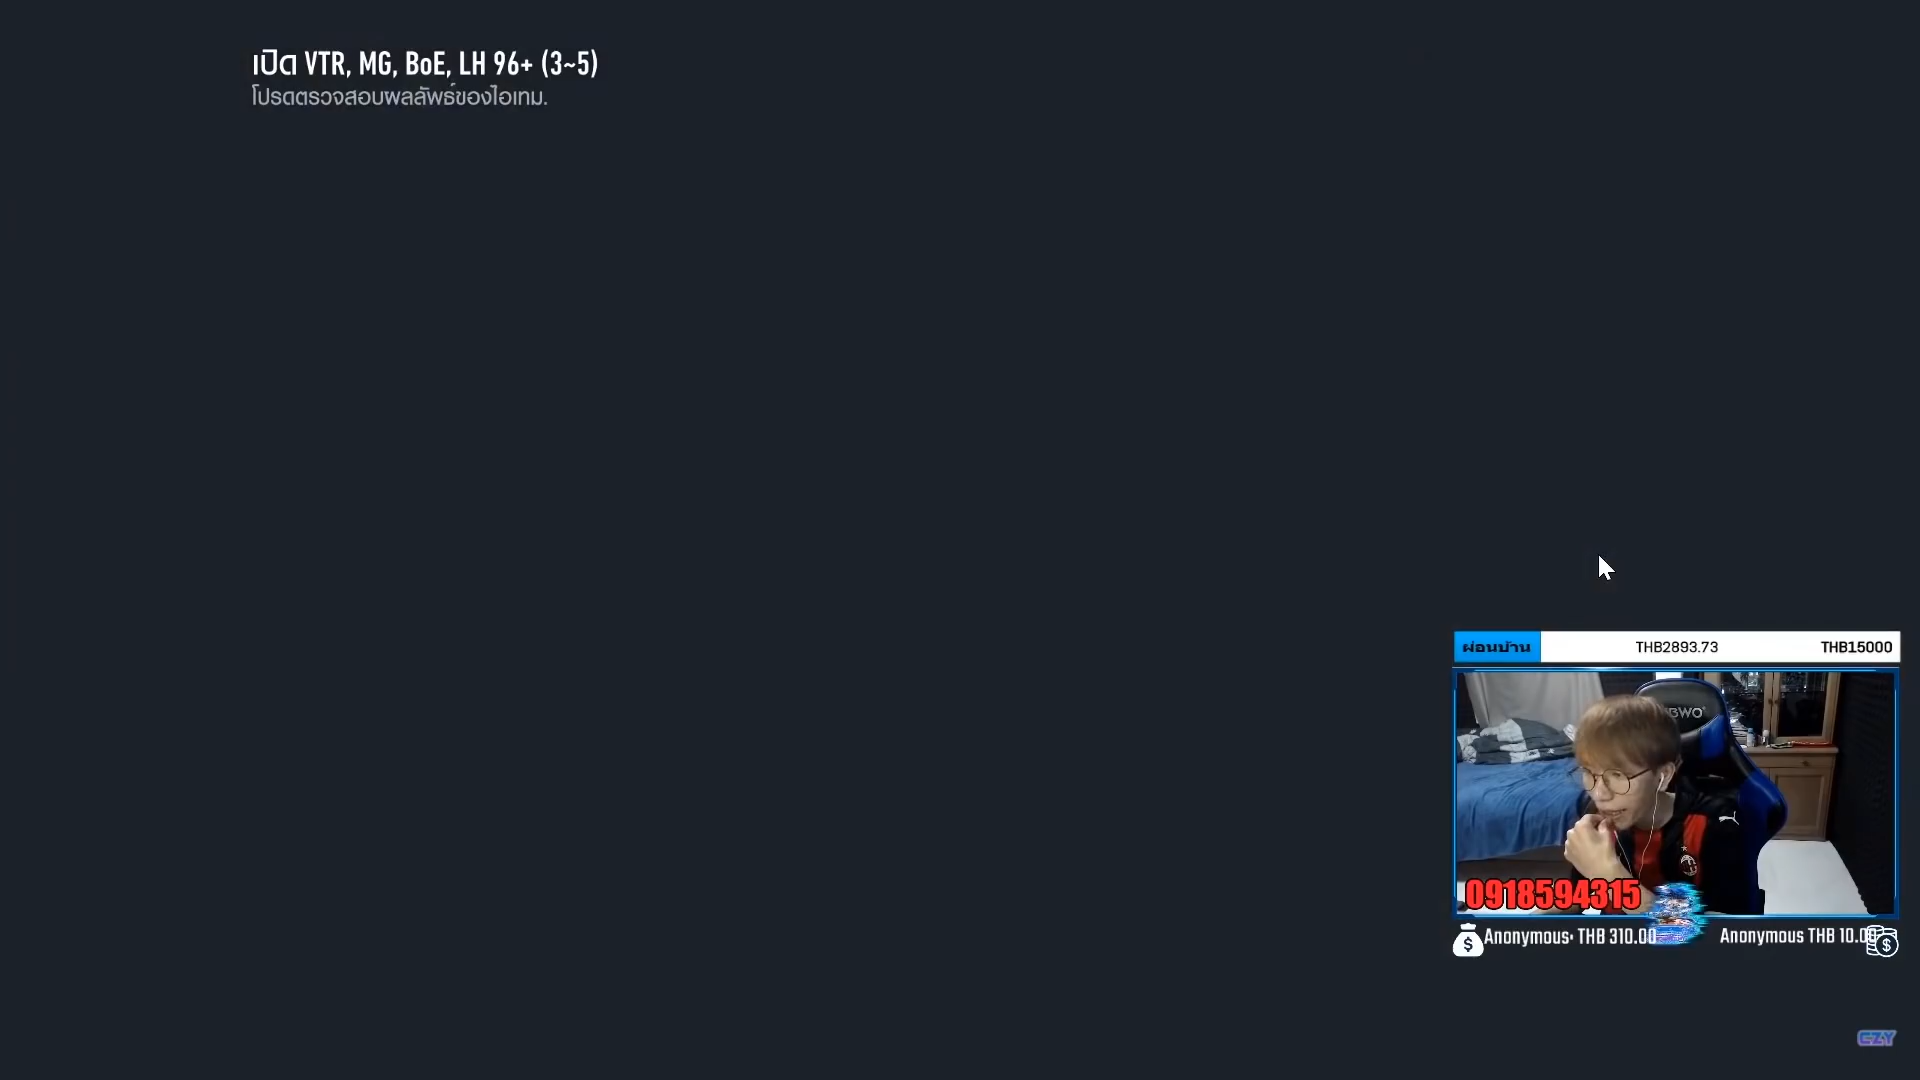 เปิด VTR, MG, BoE, LH 96+ (3~5)
โปรดตรวจสอบผลลัพธ์ของไอเทม.
ผ่อนบ้าน THB2893.73 THB15000
BWO
0918594315
Anonymous• THB 310.00 Anonymous THB 10.00
CZY